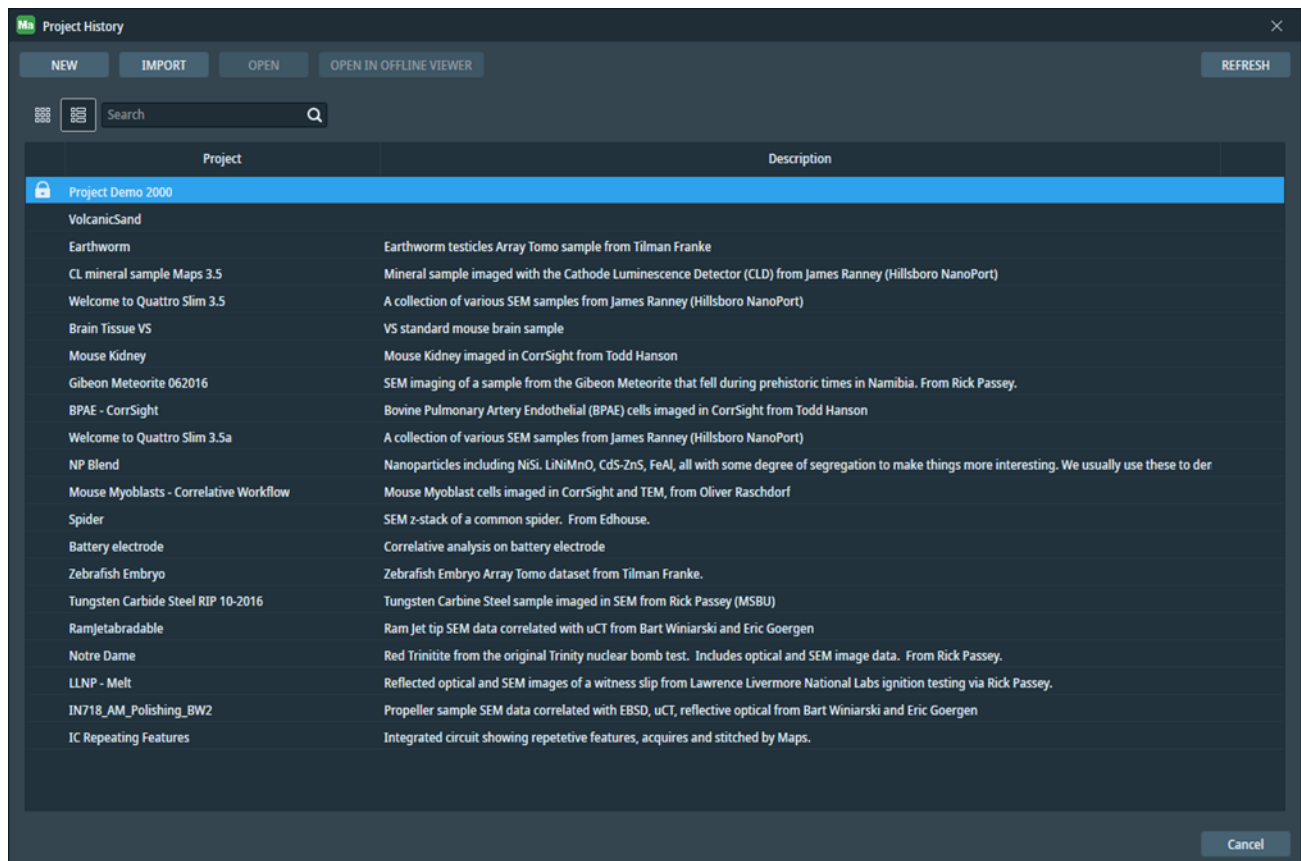 Ma Project History
NEW IMPORT OPEN OPEN IN OFFLINE VIEWER REFRESH
Search
Project Description
Project Demo 2000
VolcanicSand
Earthworm Earthworm testicles Array Tomo sample from Tilman Franke
CL mineral sample Maps 3.5 Mineral sample imaged with the Cathode Luminescence Detector (CLD) from James Ranney (Hillsboro NanoPort)
Welcome to Quattro Slim 3.5 A collection of various SEM samples from James Ranney (Hillsboro NanoPort)
Brain Tissue VS VS standard mouse brain sample
Mouse Kidney Mouse Kidney imaged in CorrSight from Todd Hanson
Gibeon Meteorite 062016 SEM imaging of a sample from the Gibeon Meteorite that fell during prehistoric times in Namibia. From Rick Passey.
BPAE - CorrSight Bovine Pulmonary Artery Endothelial (BPAE) cells imaged in CorrSight from Todd Hanson
Welcome to Quattro Slim 3.5a A collection of various SEM samples from James Ranney (Hillsboro NanoPort)
NP Blend Nanoparticles including NiSi. LiNiMnO, CdS-ZnS, FeAl, all with some degree of segregation to make things more interesting. We usually use these to der
Mouse Myoblasts - Correlative Workflow Mouse Myoblast cells imaged in CorrSight and TEM, from Oliver Raschdorf
Spider SEM z-stack of a common spider. From Edhouse.
Battery electrode Correlative analysis on battery electrode
Zebrafish Embryo Zebrafish Embryo Array Tomo dataset from Tilman Franke.
Tungsten Carbide Steel RIP 10-2016 Tungsten Carbine Steel sample imaged in SEM from Rick Passey (MSBU)
RamJetabradable Ram Jet tip SEM data correlated with uCT from Bart Winiarski and Eric Goergen
Notre Dame Red Trinitite from the original Trinity nuclear bomb test. Includes optical and SEM image data. From Rick Passey.
LLNP - Melt Reflected optical and SEM images of a witness slip from Lawrence Livermore National Labs ignition testing via Rick Passey.
IN718_AM_Polishing_BW2 Propeller sample SEM data correlated with EBSD, uCT, reflective optical from Bart Winiarski and Eric Goergen
IC Repeating Features Integrated circuit showing repetetive features, acquires and stitched by Maps.
Cancel